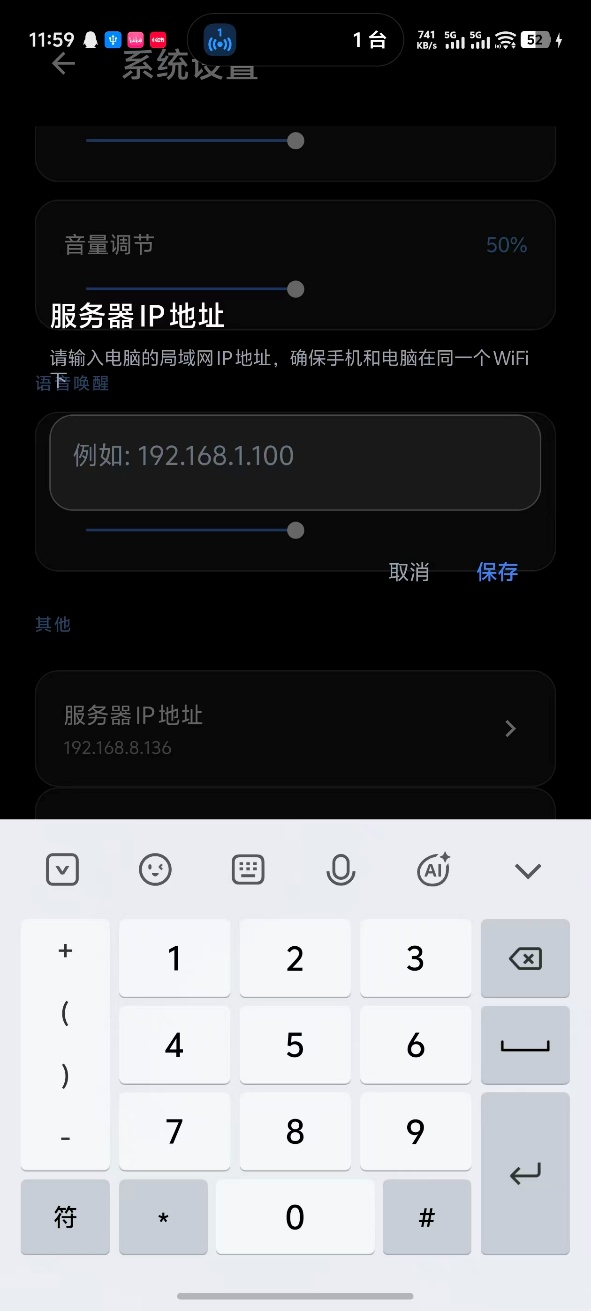 11:59
1
1 台
741
KB/s
5G
5G
52
系统设置
音量调节
50%
服务器IP地址
请输入电脑的局域网IP地址，确保手机和电脑在同一个WiFi
下
语音唤醒
例如: 192.168.1.100
取消
保存
其他
服务器IP地址
192.168.8.136
AI
+
1
2
3
(
4
5
6
)
7
8
9
-
符
*
0
#